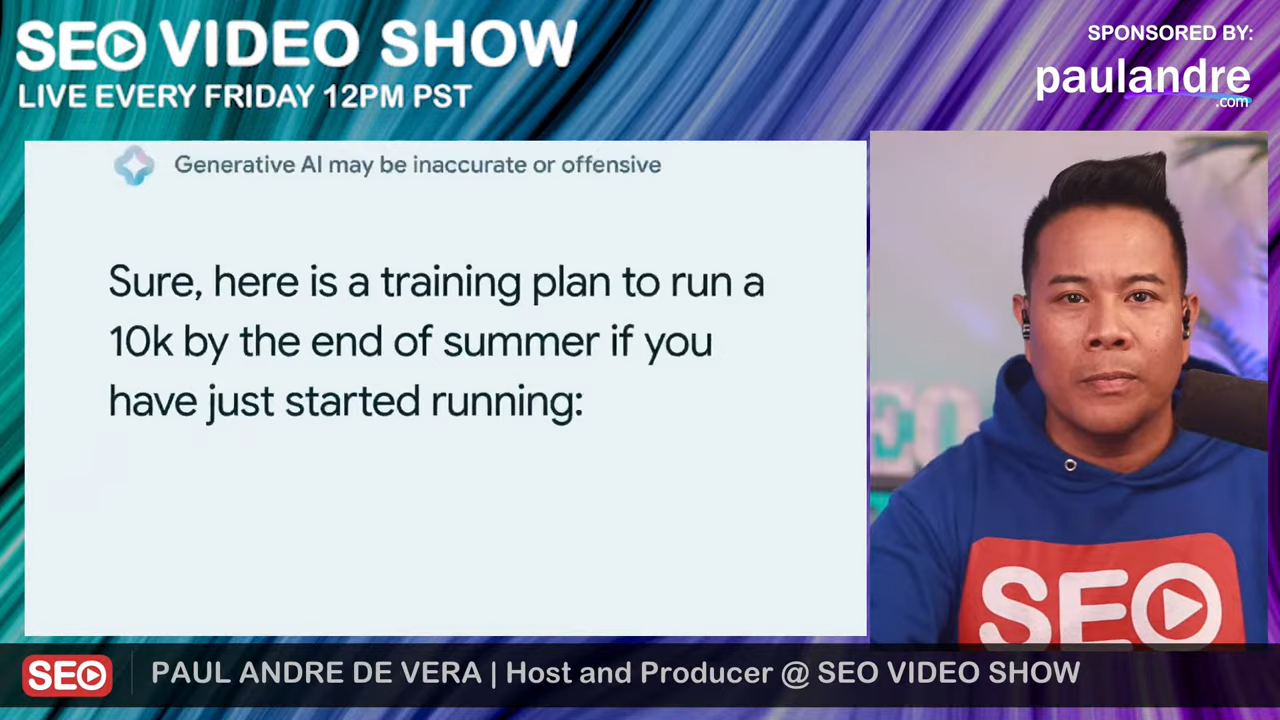 SEO VIDEO SHOW
LIVE EVERY FRIDAY 12PM PST
SPONSORED BY:
paulandre
.com
Generative AI may be inaccurate or offensive
Sure, here is a training plan to run a
10k by the end of summer if you
have just started running:
EO
SEO
SEO
PAUL ANDRE DE VERA | Host and Producer @ SEO VIDEO SHOW